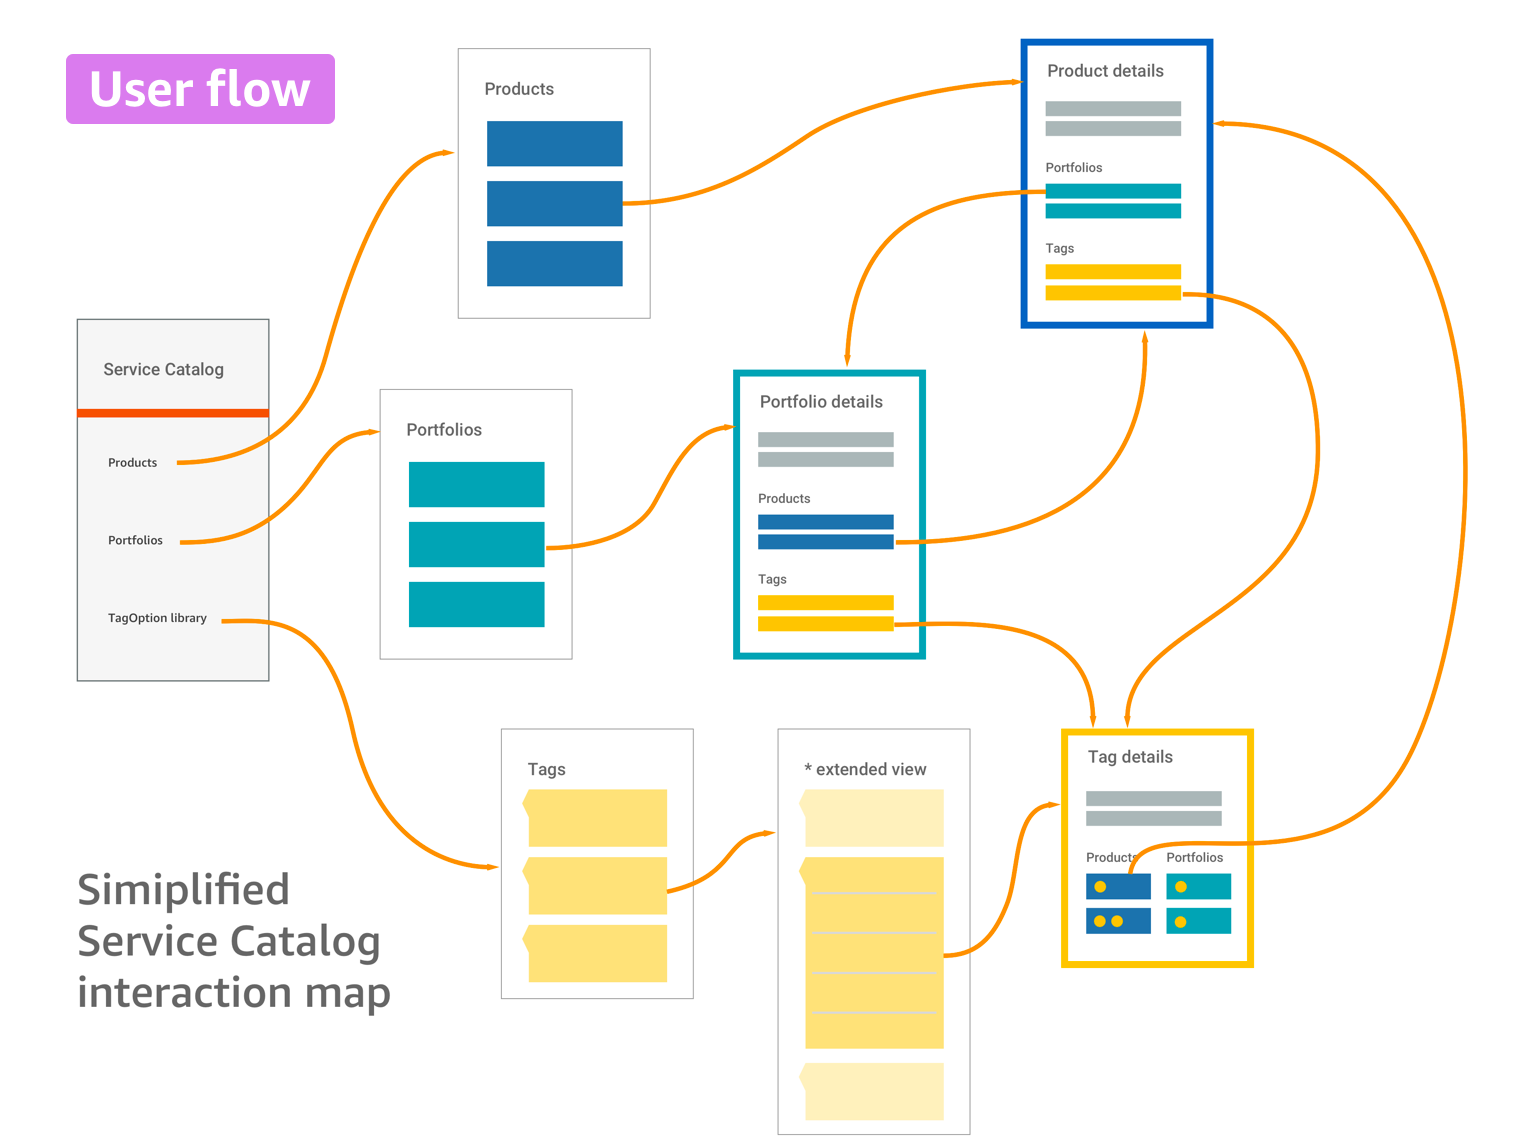 User flow
Products
Product details
Portfolios
Tags
Service Catalog
Products
Portfolios
TagOption library
Portfolios
Portfolio details
Products
Tags
Tags
* extended view
Tag details
Products
Portfolios
Simiplified
Service Catalog
interaction map